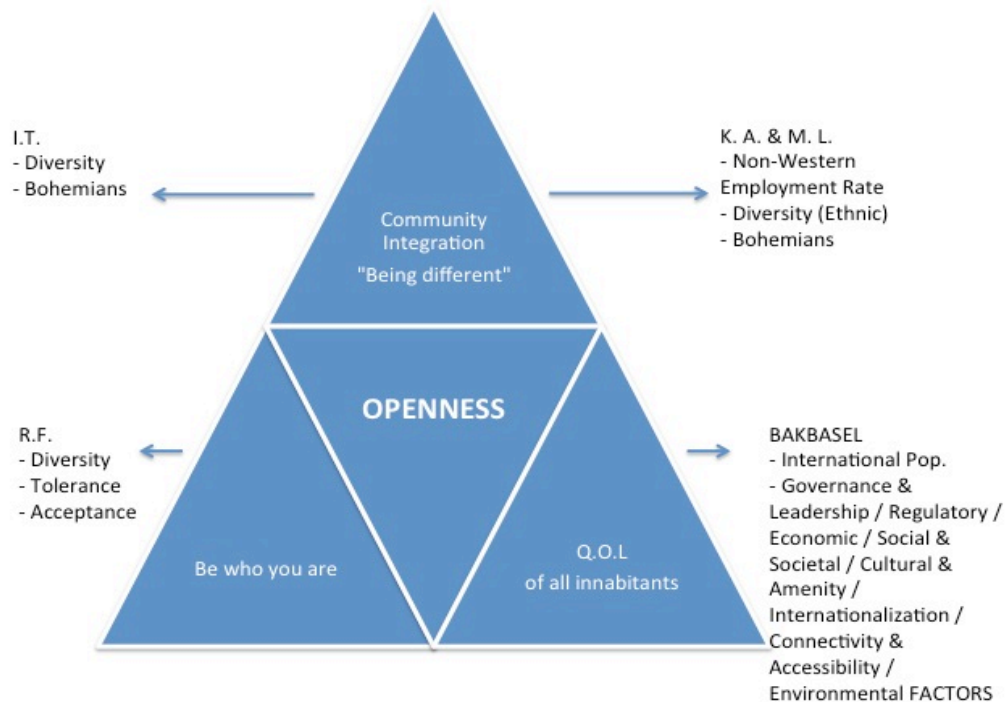 I.T.
- Diversity
- Bohemians
K. A. & M. L.
- Non-Western
Employment Rate
- Diversity (Ethnic)
- Bohemians
Community
Integration
"Being different"
OPENNESS
R.F.
- Diversity
- Tolerance
- Acceptance
Be who you are
Q.O.L
of all innabitants
BAKBASEL
- International Pop.
- Governance &
Leadership / Regulatory /
Economic / Social &
Societal / Cultural &
Amenity /
Internationalization /
Connectivity &
Accessibility /
Environmental FACTORS